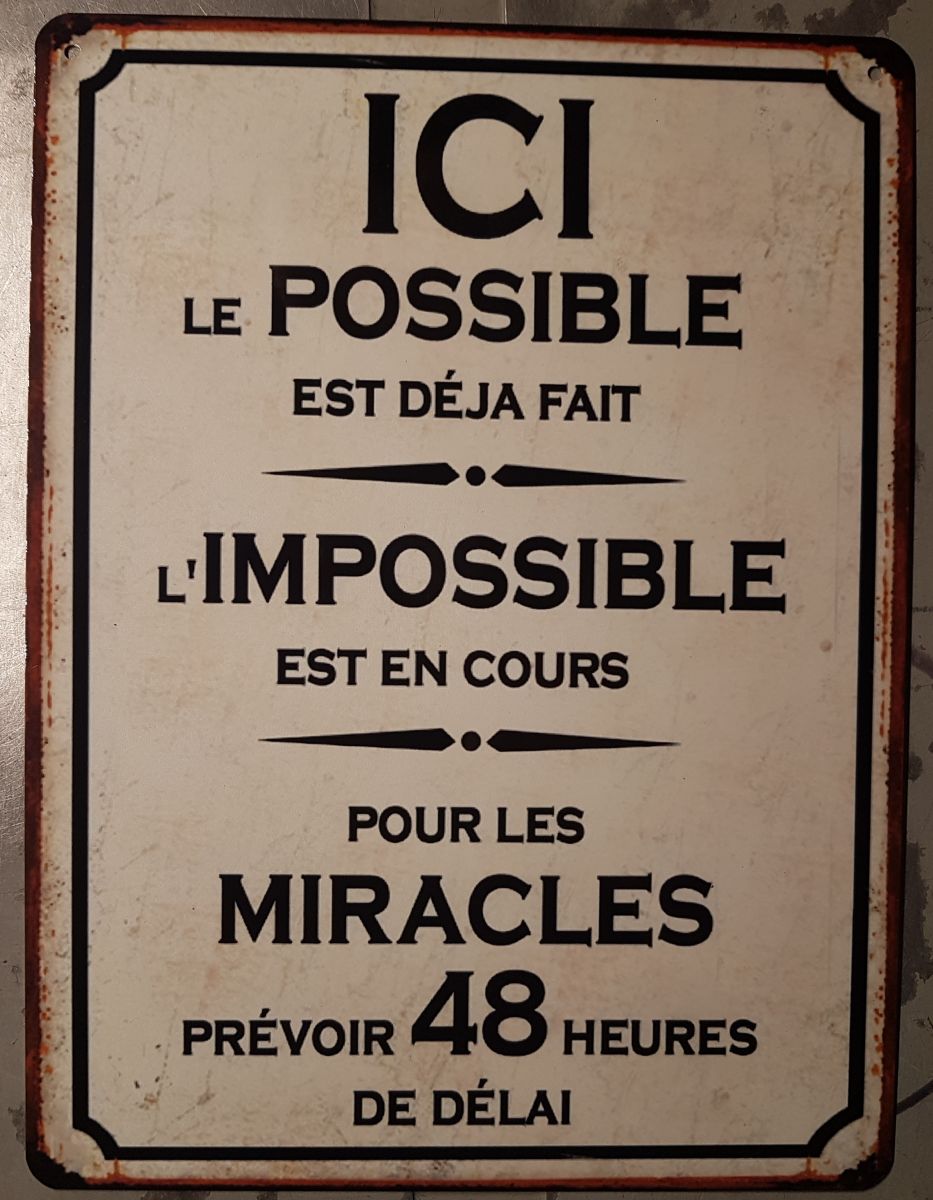 ICI
LE POSSIBLE
EST DÉJA FAIT
L'IMPOSSIBLE
EST EN COURS
POUR LES
MIRACLES
PRÉVOIR 48 HEURES
DE DÉLAI